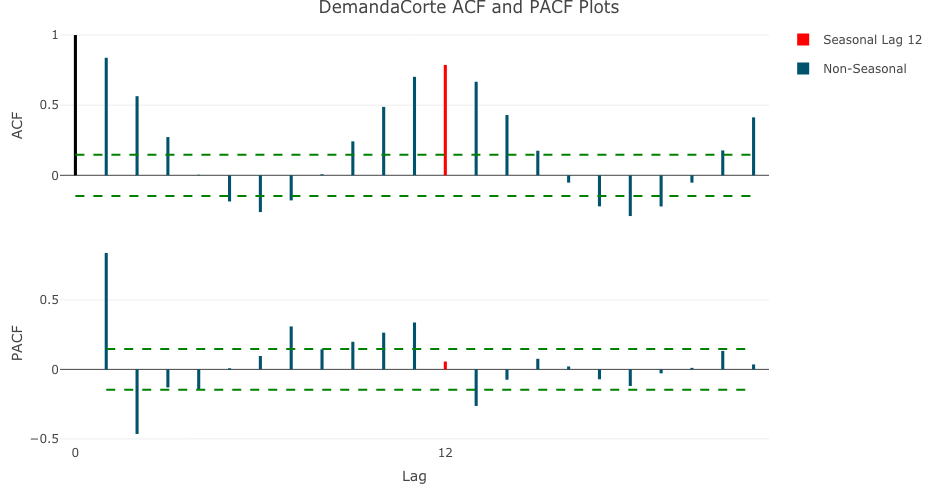 DemandaCorte ACF and PACF Plots
1
0.5
0
ACF
Seasonal Lag 12
Non-Seasonal
0.5
0
−0.5
PACF
0
12
Lag